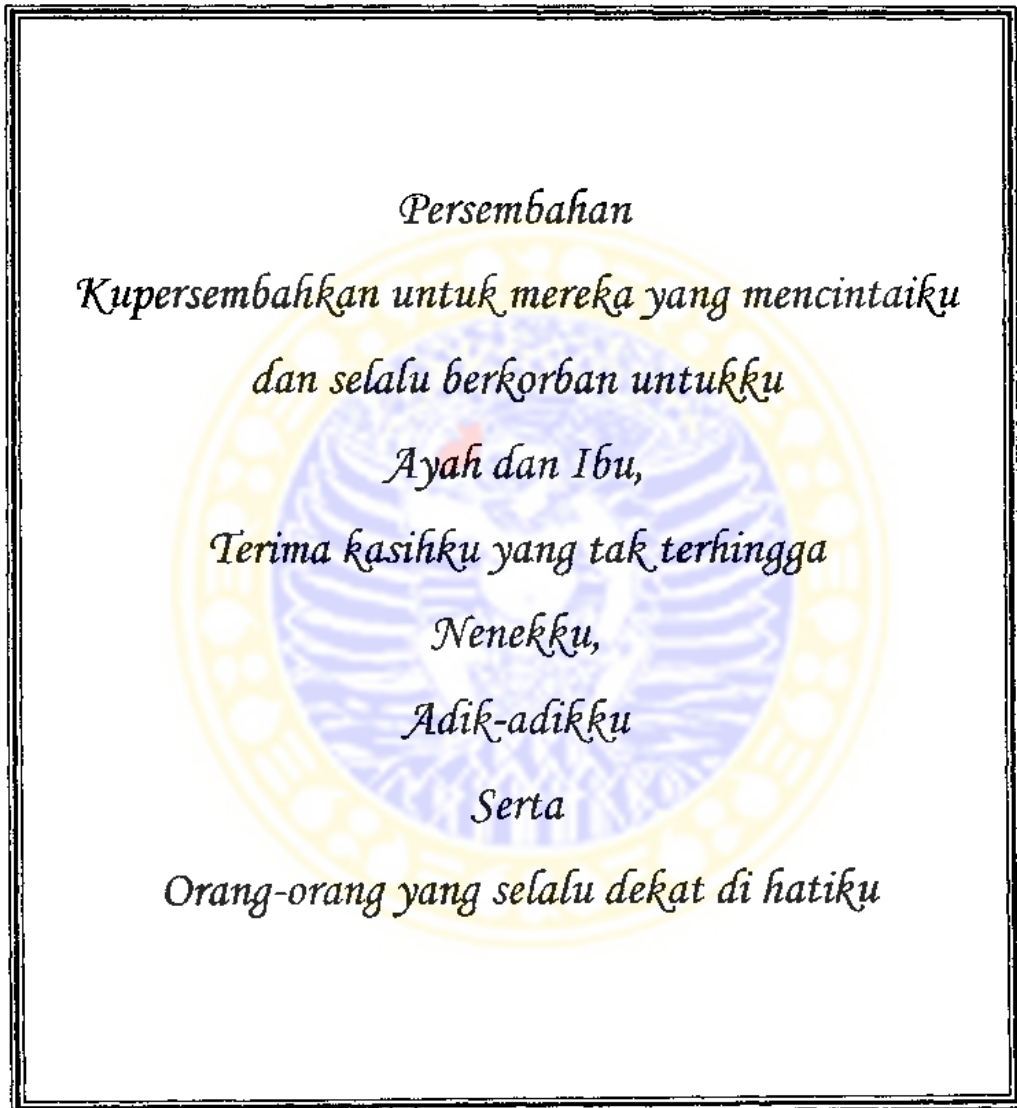 Persembahan
Kupersembahkan untuk mereka yang mencintaiku
dan selalu berkorban untukku
Ayah dan Ibu,
Terima kasihku yang tak terhingga
Nenekku,
Adik-adikku
Serta
Orang-orang yang selalu dekat di hatiku